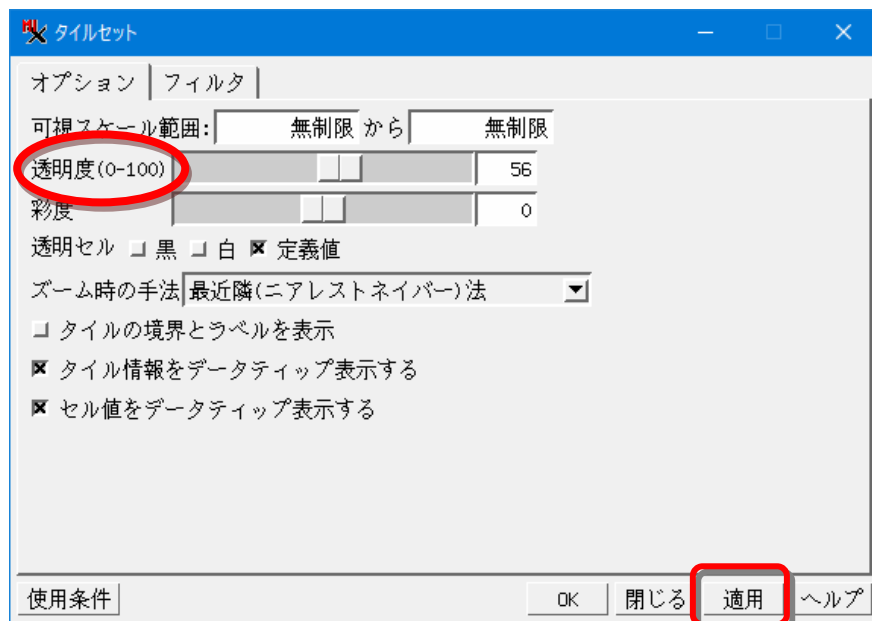 タイルセット
オプション フィルタ
可視スケール範囲: 無制限 から 無制限
透明度(0-100) 56
彩度 0
透明セル 黒 白 定義値
ズーム時の手法 最近隣(ニアレストネイバー)法
タイルの境界とラベルを表示
タイル情報をデータティップ表示する
セル値をデータティップ表示する
使用条件 OK 閉じる 適用 ヘルプ